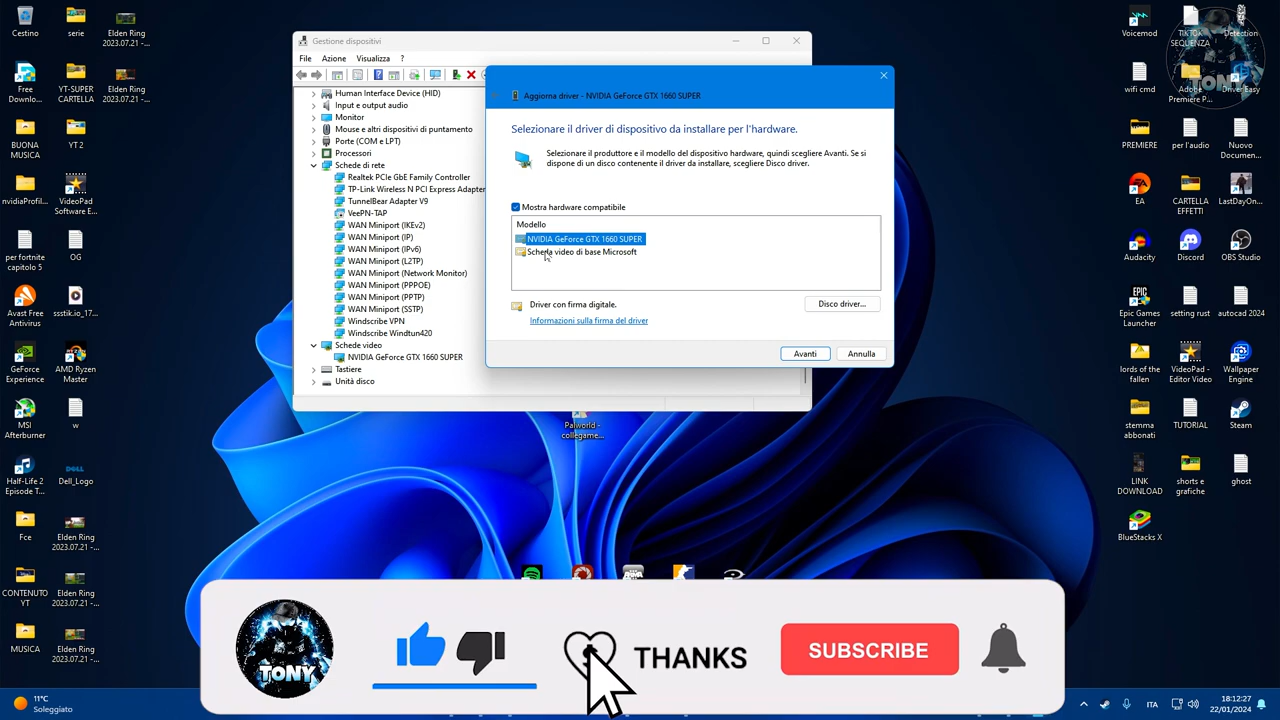 Cestino
serie
Elden Ring
2023.07.21 -...
Free
Downlo...
YT-SUPER
CARTELLA
Elden Ring
2023.07.21 -...
BUONA
MUSICA
YT 2
nvidiaProfil...
VideoPad
Software E...
per fortnite
capitolo 5
OG
Avast Free
Antivirus
ssstik.io_17...
GeForce
Experience
AMD Ryzen
Master
MSI
Afterburner
w
Half-Life 2
Episode T...
DELL
Dell_Logo
Fce
Elden Ring
2023.07.21 -...
CONTENUTO
YT
Elden Ring
2023.07.21 -...
MUSICA
Elden Ring
2023.07.21 -...
Gestione dispositivi
File Azione Visualizza ?
Human Interface Device (HID)
Input e output audio
Monitor
Mouse e altri dispositivi di puntamento
Porte (COM e LPT)
Processori
Schede di rete
Realtek PCIe GbE Family Controller
TP-Link Wireless N PCI Express Adapter
TunnelBear Adapter V9
VeePN-TAP
WAN Miniport (IKEv2)
WAN Miniport (IP)
WAN Miniport (IPv6)
WAN Miniport (L2TP)
WAN Miniport (Network Monitor)
WAN Miniport (PPPOE)
WAN Miniport (PPTP)
WAN Miniport (SSTP)
Windscribe VPN
Windscribe Windtun420
Schede video
NVIDIA GeForce GTX 1660 SUPER
Tastiere
Unità disco
Aggiorna driver - NVIDIA GeForce GTX 1660 SUPER
Selezionare il driver di dispositivo da installare per l'hardware.
Selezionare il produttore e il modello del dispositivo hardware, quindi scegliere Avanti. Se si
dispone di un disco contenente il driver da installare, scegliere Disco driver...
Mostra hardware compatibile
Modello
NVIDIA GeForce GTX 1660 SUPER
Scheda video di base Microsoft
Driver con firma digitale.
Disco driver...
Informazioni sulla firma del driver
Avanti
Annulla
Palworld -
collegame...
Voicemod
TIKTOK
SEQUENZA
Detection
TONY
wifi cmd
Adobe
Premiere P...
Driver Easy
PREMIERE
per l'audio
Nuovo
Docume...
EA
CARTELLA
EFFETTI
LastDayOn...
Audacity
Discord
OBS Studio
EPIC
GAMES
Epic Games
Launcher
setting rust
autocad 2024
lords of the
fallen
VideoPad -
Editor Video
Wallpaper
Engine
stemma
abbonati
TUTORIAL
Steam
LINK
DOWNLOAD
shorts e
grafiche
ghost
BlueStacks X
TONY
THANKS
SUBSCRIBE
11°C
Soleggiato
ITA
18:12:27
22/01/2024